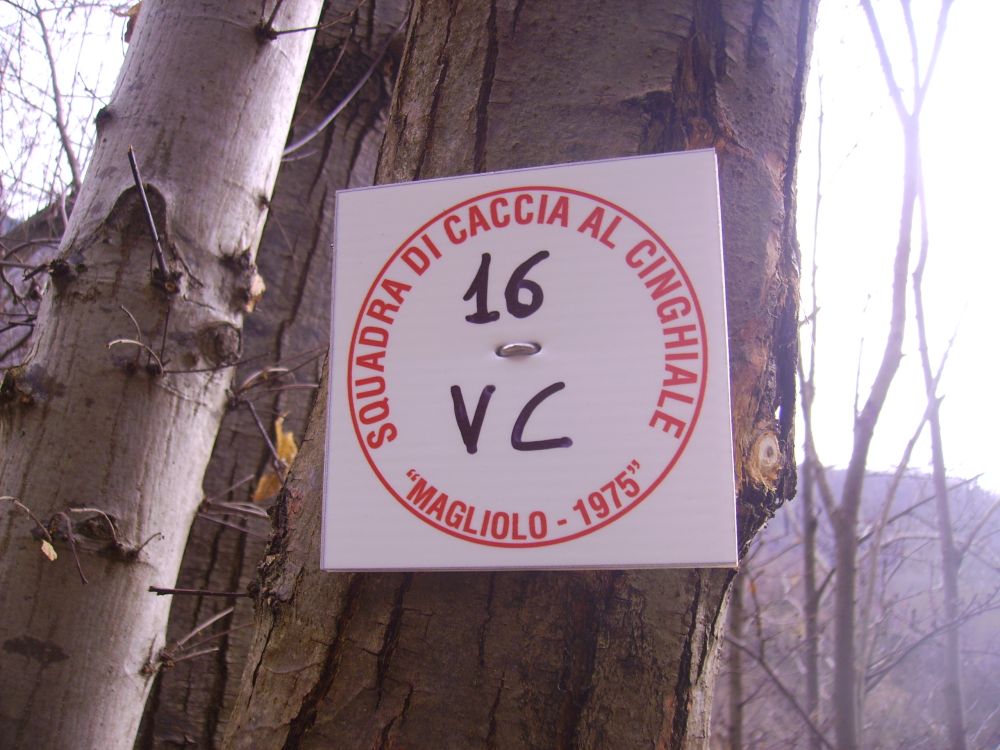 SQUADRA DI CACCIA AL CINGHIALE
16
VC
"MAGLIOLO - 1975"